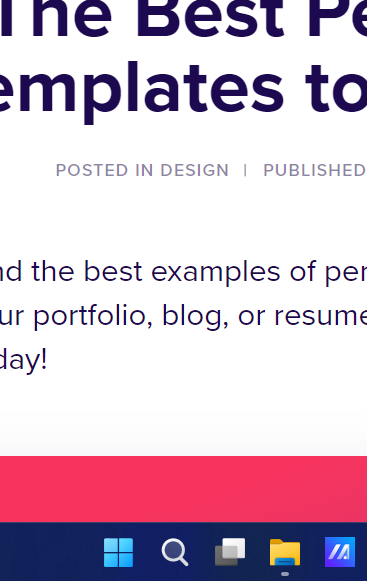 The Best Pe
emplates to
POSTED IN DESIGN | PUBLISHED
nd the best examples of per
ur portfolio, blog, or resume
day!